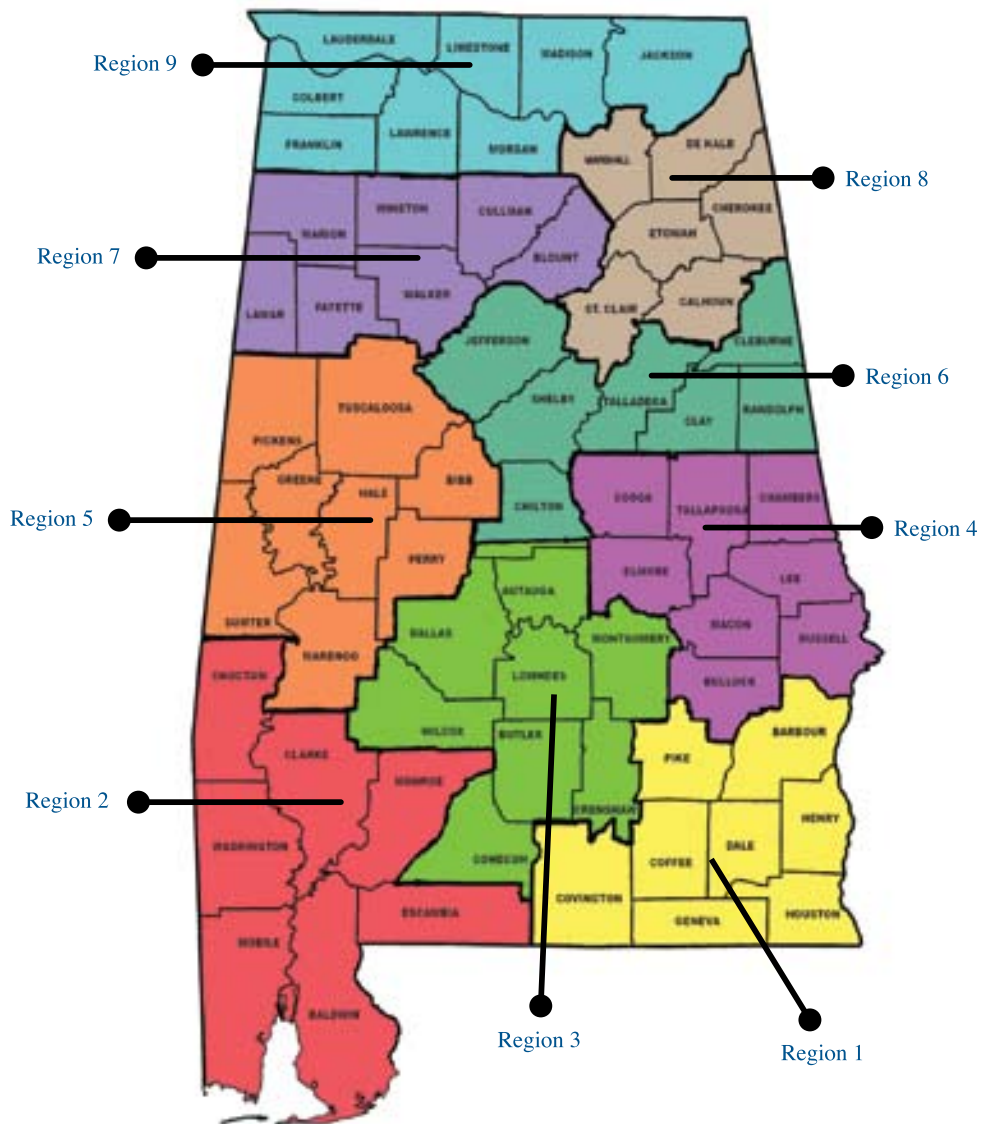 LAUDERDALE
LIMESTONE
MADISON
JACKSON
Region 9
COLBERT
FRANKLIN
LAWRENCE
MORGAN
MARSHALL
DE KALB
Region 8
CHEROKEE
ETOWAH
WINSTON
CULLMAN
MARION
BLOUNT
Region 7
WALKER
LAMAR
FAYETTE
ST. CLAIR
CALHOUN
JEFFERSON
CLEBURNE
Region 6
SHELBY
TALLADEGA
CLAY
RANDOLPH
TUSCALOOSA
PICKENS
GREENE
HALE
BIBB
CHILTON
COOSA
TALLAPOOSA
CHAMBERS
Region 5
Region 4
PERRY
ELMORE
LEE
AUTAUGA
SUMTER
DALLAS
MONTGOMERY
MACON
RUSSELL
MARENGO
CHOCTAW
LOWNDES
BULLOCK
WILCOX
BUTLER
BARBOUR
CLARKE
PIKE
MONROE
Region 2
CRENSHAW
HENRY
WASHINGTON
CONECUH
COFFEE
DALE
COVINGTON
ESCAMBIA
GENEVA
HOUSTON
MOBILE
BALDWIN
Region 3
Region 1